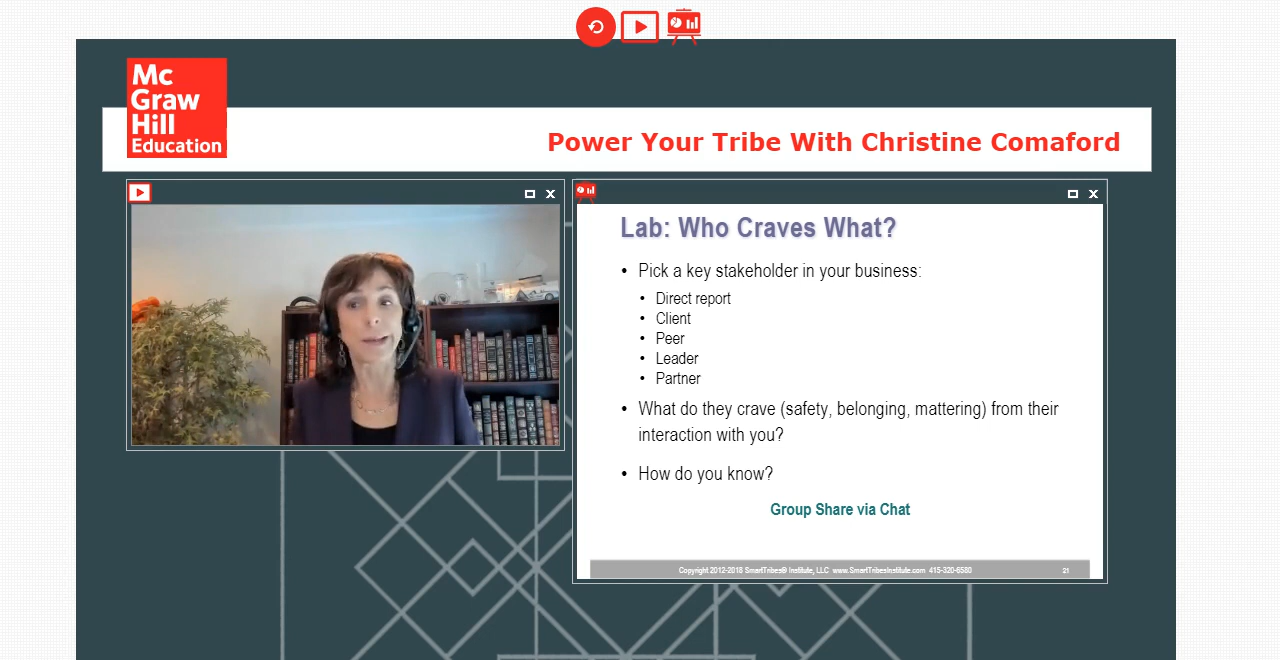 Mc
Graw
Hill
Education
Power Your Tribe With Christine Comaford
Lab: Who Craves What?
• Pick a key stakeholder in your business:
• Direct report
• Client
• Peer
• Leader
• Partner
• What do they crave (safety, belonging, mattering) from their
interaction with you?
• How do you know?
Group Share via Chat
Copyright 2012-2018 SmartTribes® Institute, LLC www.SmartTribesInstitute.com 415-320-6580
21